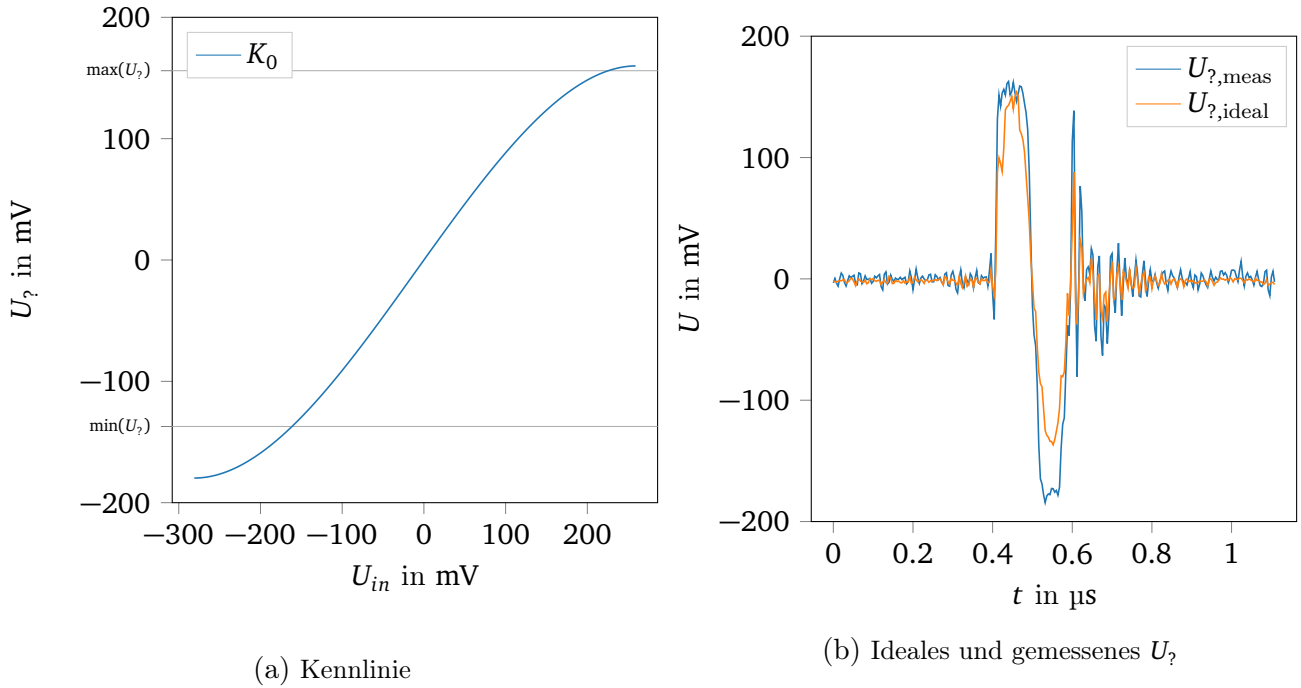 200
100
0
−100
−200
max(U?)
min(U?)
U? in mV
K0
−300 −200 −100 0 100 200
Uin in mV
(a) Kennlinie
200
100
0
−100
−200
U in mV
U?,meas
U?,ideal
0 0.2 0.4 0.6 0.8 1
t in µs
(b) Ideales und gemessenes U?